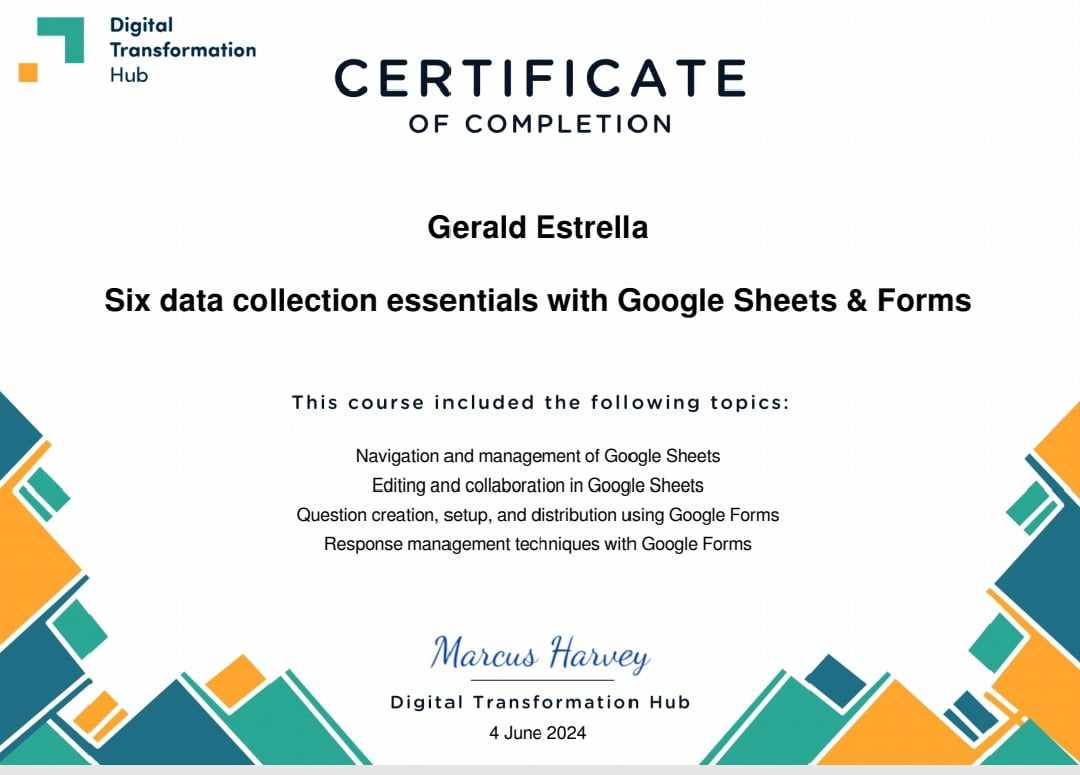 Digital
Transformation
Hub
CERTIFICATE
OF COMPLETION
Gerald Estrella
Six data collection essentials with Google Sheets & Forms
This course included the following topics:
Navigation and management of Google Sheets
Editing and collaboration in Google Sheets
Question creation, setup, and distribution using Google Forms
Response management techniques with Google Forms
Marcus Harvey
Digital Transformation Hub
4 June 2024